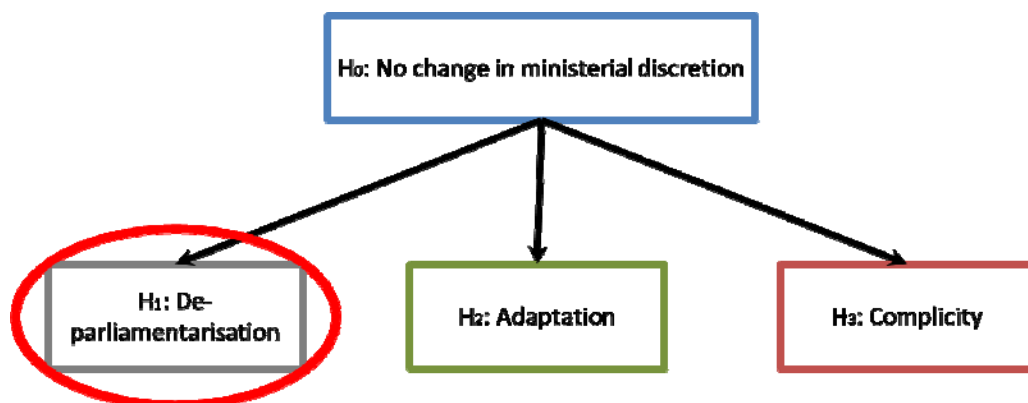 H₀: No change in ministerial discretion
H₁: De-
parliamentarisation
H₂: Adaptation
H₃: Complicity